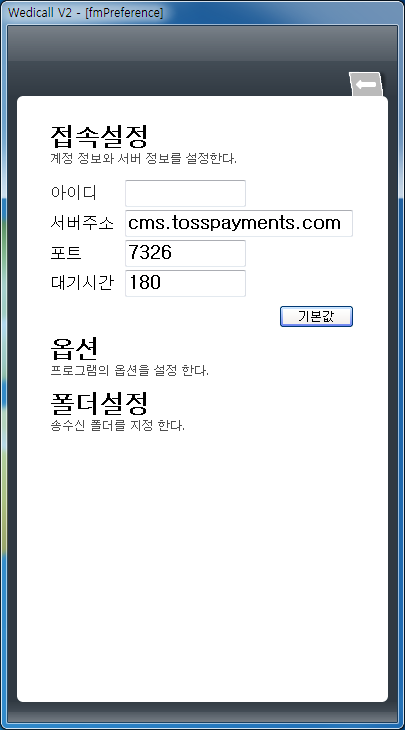 Wedicall V2 - [fmPreference]
접속설정
계정 정보와 서버 정보를 설정한다.
아이디
서버주소 cms.tosspayments.com
포트 7326
대기시간 180
기본값
옵션
프로그램의 옵션을 설정 한다.
폴더설정
송수신 폴더를 지정 한다.